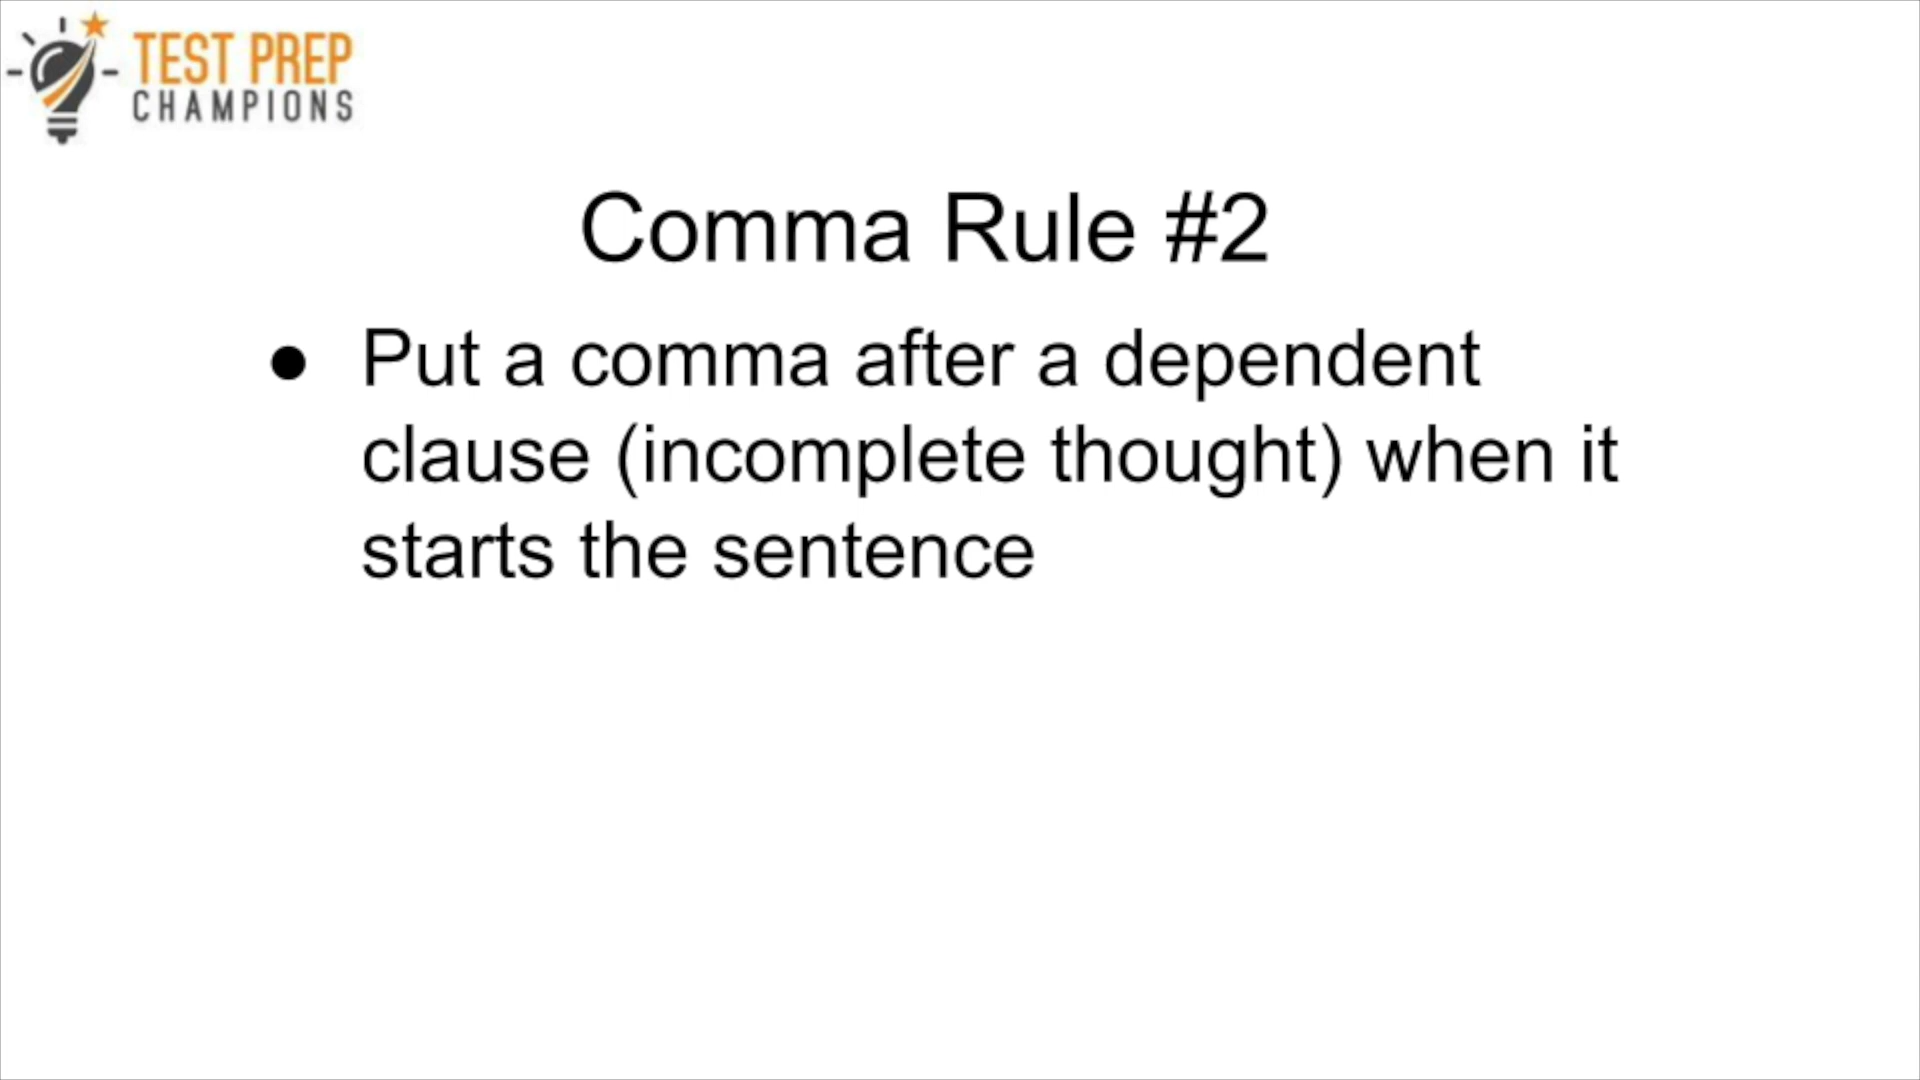 TEST PREP
CHAMPIONS
Comma Rule #2
● Put a comma after a dependent
clause (incomplete thought) when it
starts the sentence